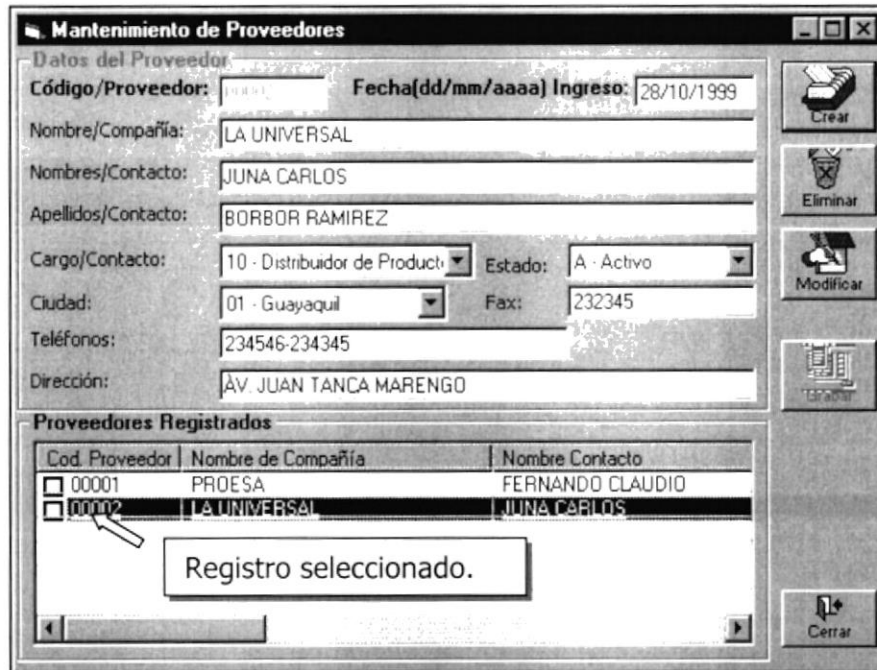 Mantenimiento de Proveedores
Datos del Proveedor
Código/Proveedor: Fecha(dd/mm/aaaa) Ingreso: 28/10/1999
Nombre/Compañía: LA UNIVERSAL
Nombres/Contacto: JUNA CARLOS
Apellidos/Contacto: BORBOR RAMIREZ
Cargo/Contacto: 10 - Distribuidor de Product Estado: A - Activo
Ciudad: 01 - Guayaquil Fax: 232345
Teléfonos: 234546-234345
Dirección: AV. JUAN TANCA MARENGO
Crear
Eliminar
Modificar
Grabar
Proveedores Registrados
Cod. Proveedor Nombre de Compañía Nombre Contacto
00001 PROESA FERNANDO CLAUDIO
00002 LA UNIVERSAL JUNA CARLOS
Registro seleccionado.
Cerrar